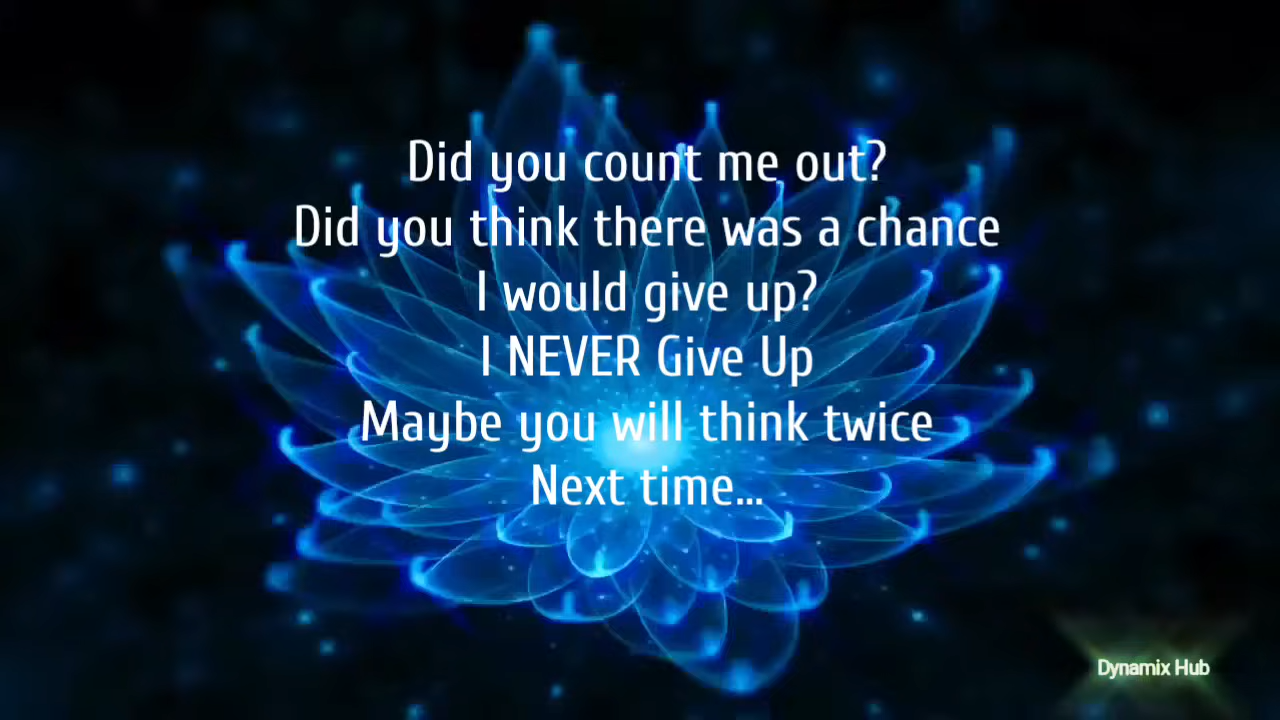 Did you count me out?
Did you think there was a chance
I would give up?
I NEVER Give Up
Maybe you will think twice
Next time...
Dynamix Hub